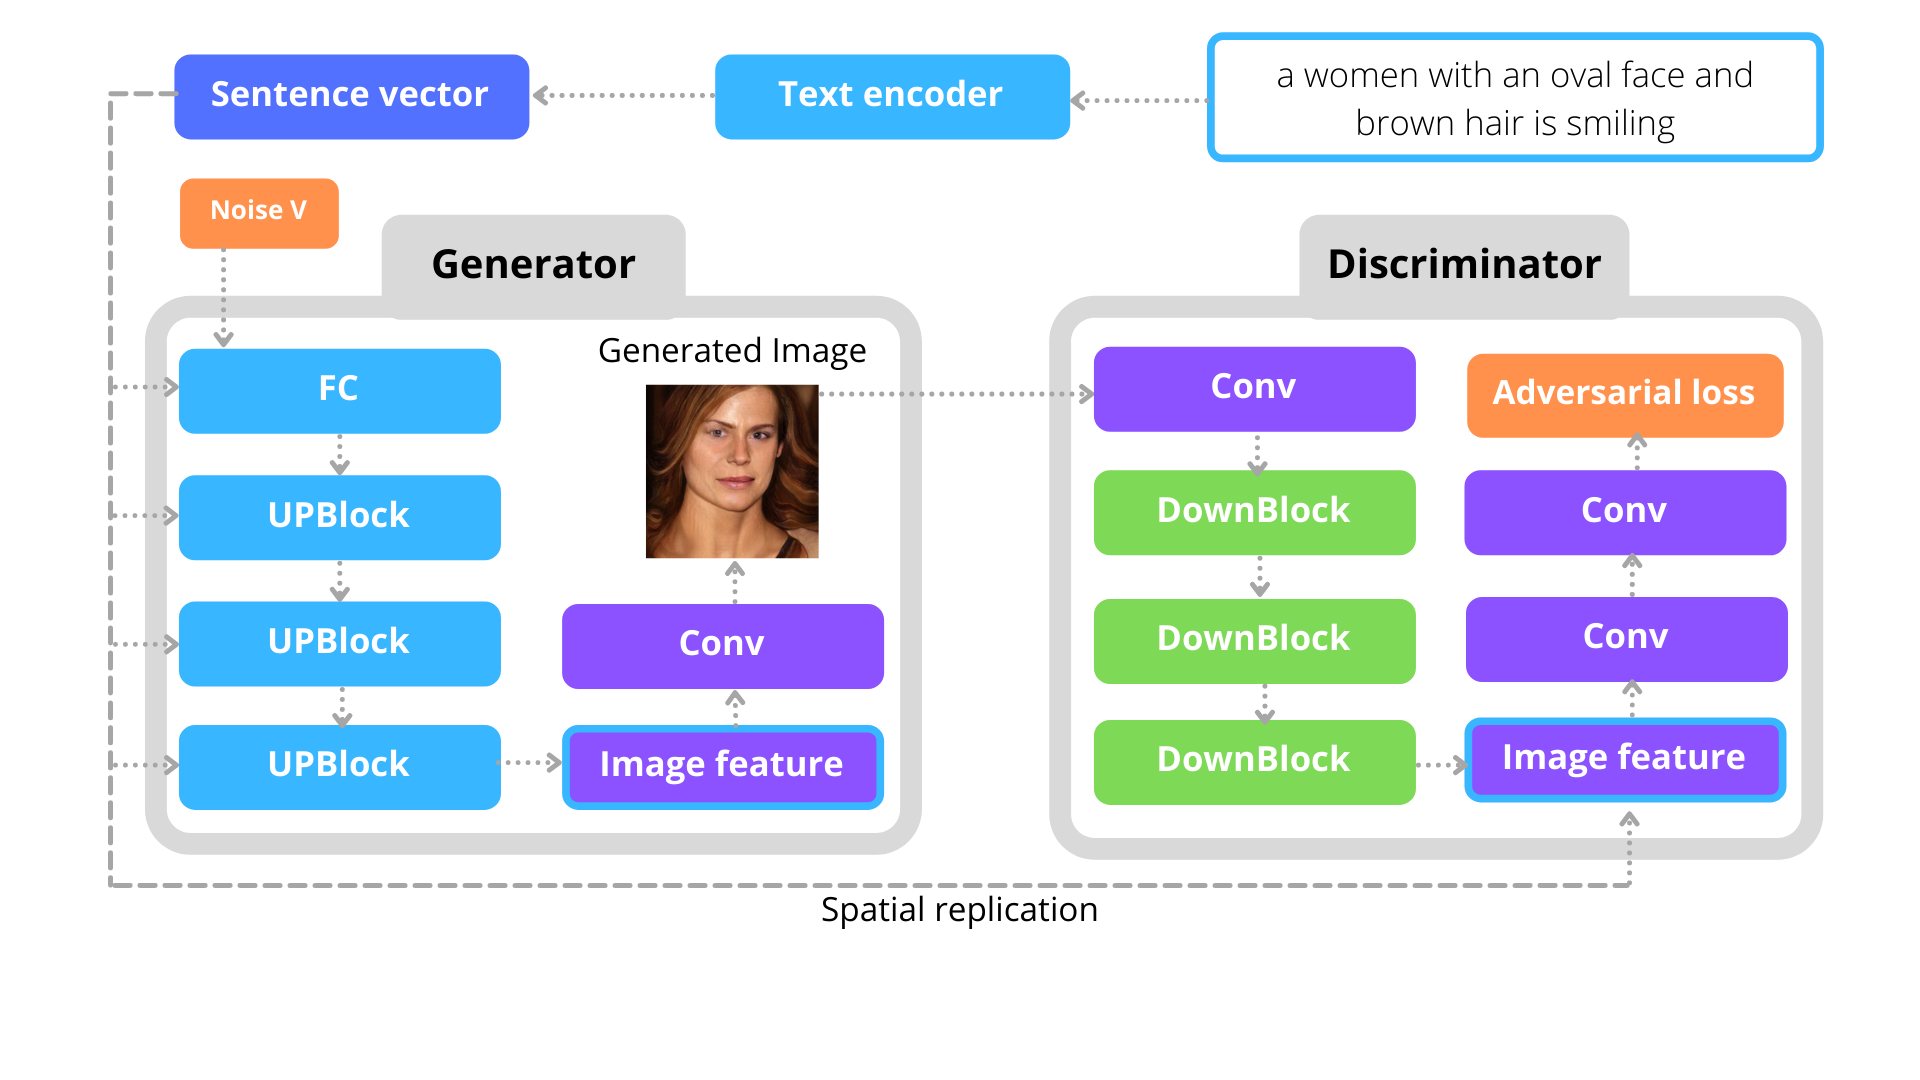 Sentence vector
Text encoder
a women with an oval face and
brown hair is smiling
Noise V
Generator
Discriminator
Generated Image
FC
UPBlock
UPBlock
UPBlock
Conv
Image feature
Conv
DownBlock
DownBlock
DownBlock
Adversarial loss
Conv
Conv
Image feature
Spatial replication